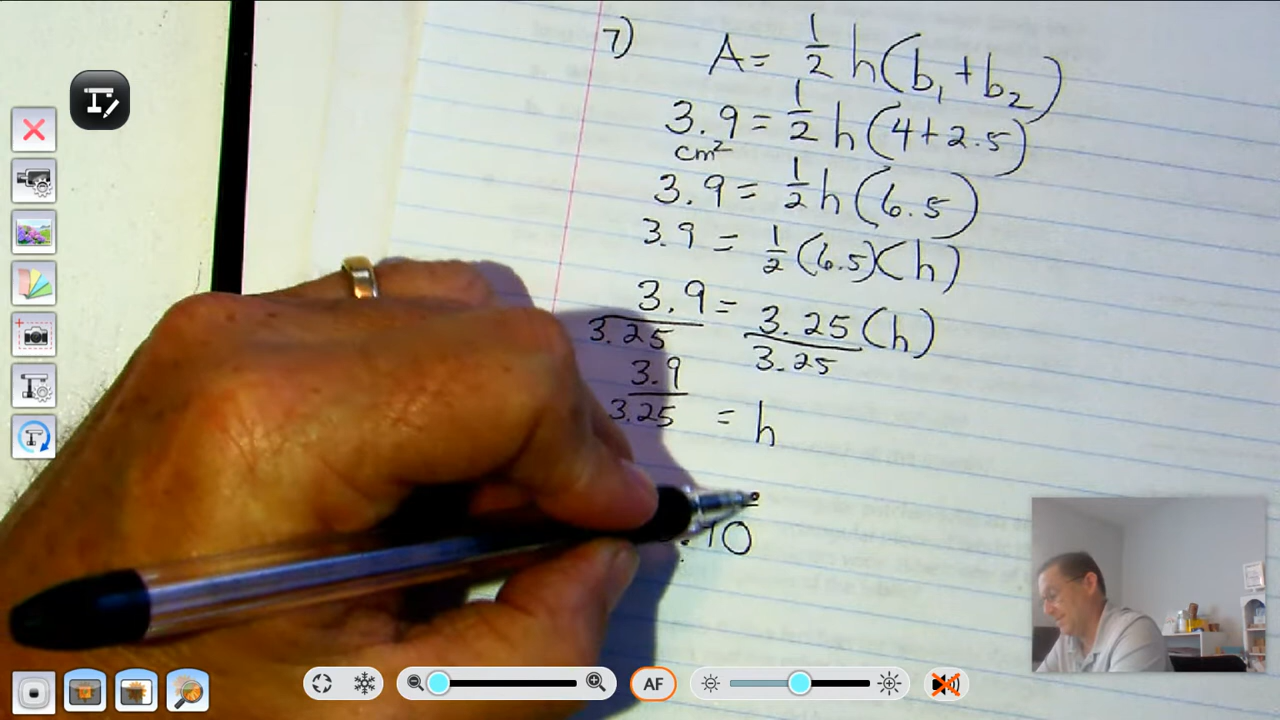 7) A = 1/2 h(b₁+b₂)
3.9 = 1/2 h(4+2.5)
cm²
3.9 = 1/2 h(6.5)
3.9 = 1/2 (6.5)(h)
3.9/3.25 = 3.25/3.25 (h)
3.9/3.25 = h
AF